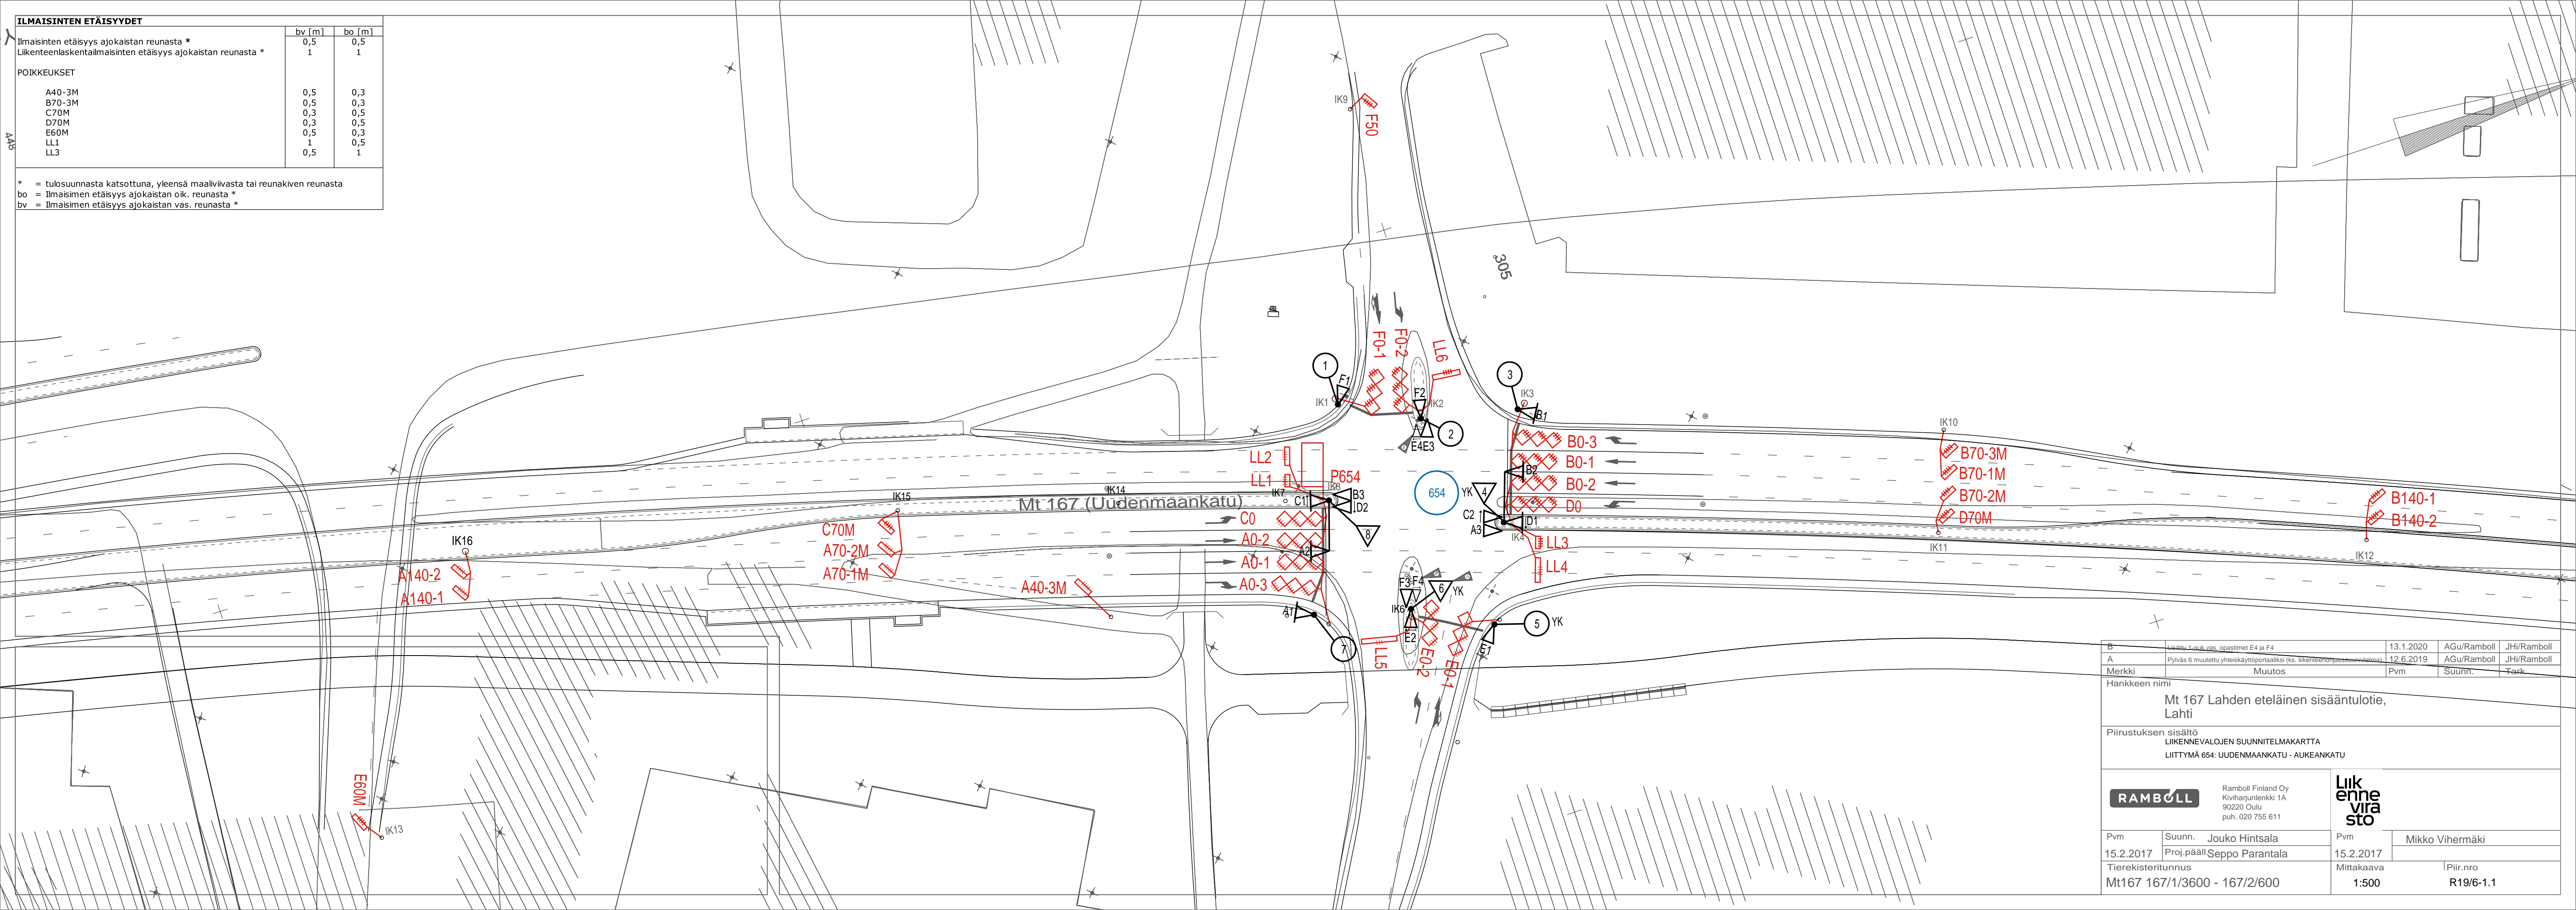 ILMAISINTEN ETÄISYYDET
bv [m] bo [m]
Ilmaisinten etäisyys ajokaistan reunasta * 0,5 0,5
Liikenteenlaskentailmaisinten etäisyys ajokaistan reunasta * 1 1
POIKKEUKSET
A40-3M 0,5 0,3
B70-3M 0,5 0,3
C70M 0,3 0,5
D70M 0,3 0,5
E60M 0,5 0,3
LL1 1 0,5
LL3 0,5 1
* = tulosuunnasta katsottuna, yleensä maaliviivasta tai reunakiven reunasta
bo = Ilmaisimen etäisyys ajokaistan oik. reunasta *
bv = Ilmaisimen etäisyys ajokaistan vas. reunasta *
IK9
F50
305
F0-1
F0-2
LL6
1
F1
IK1
F2
IK2
2
E4E3
3
IK3
B1
B0-3
B0-1
B2
B0-2
D0
IK10
B70-3M
B70-1M
B70-2M
D70M
IK11
B140-1
B140-2
IK12
LL2
LL1
P654
IK8
IK7
C1
B3
D2
654
YK
4
C2
A3
D1
IK4
LL3
LL4
8
IK14
IK15
Mt 167 (Uudenmaankatu)
C0
A0-2
A2
A0-1
A0-3
C70M
A70-2M
A70-1M
A40-3M
IK16
A140-2
A140-1
A1
7
F3
F4
6
YK
IK6
E2
LL5
E0-2
E0-1
E1
5
YK
E60M
IK13
B 13.1.2020 AGu/Ramboll JHi/Ramboll
A Pylväs 6 muutettu yhteiskäyttöportaaliksi 12.6.2019 AGu/Ramboll JHi/Ramboll
Merkki Muutos Pvm Suunn. Tark.
Hankkeen nimi
Mt 167 Lahden eteläinen sisääntulotie,
Lahti
Piirustuksen sisältö
LIIKENNEVALOJEN SUUNNITELMAKARTTA
LIITTYMÄ 654: UUDENMAANKATU - AUKEANKATU
RAMBOLL
Ramboll Finland Oy
Kiviharjunlenkki 1A
90220 Oulu
puh. 020 755 611
Liikennevirasto
Pvm Suunn. Jouko Hintsala Pvm Mikko Vihermäki
15.2.2017 Proj.pääll. Seppo Parantala 15.2.2017
Tierekisteritunnus Mittakaava Piir.nro
Mt167 167/1/3600 - 167/2/600 1:500 R19/6-1.1